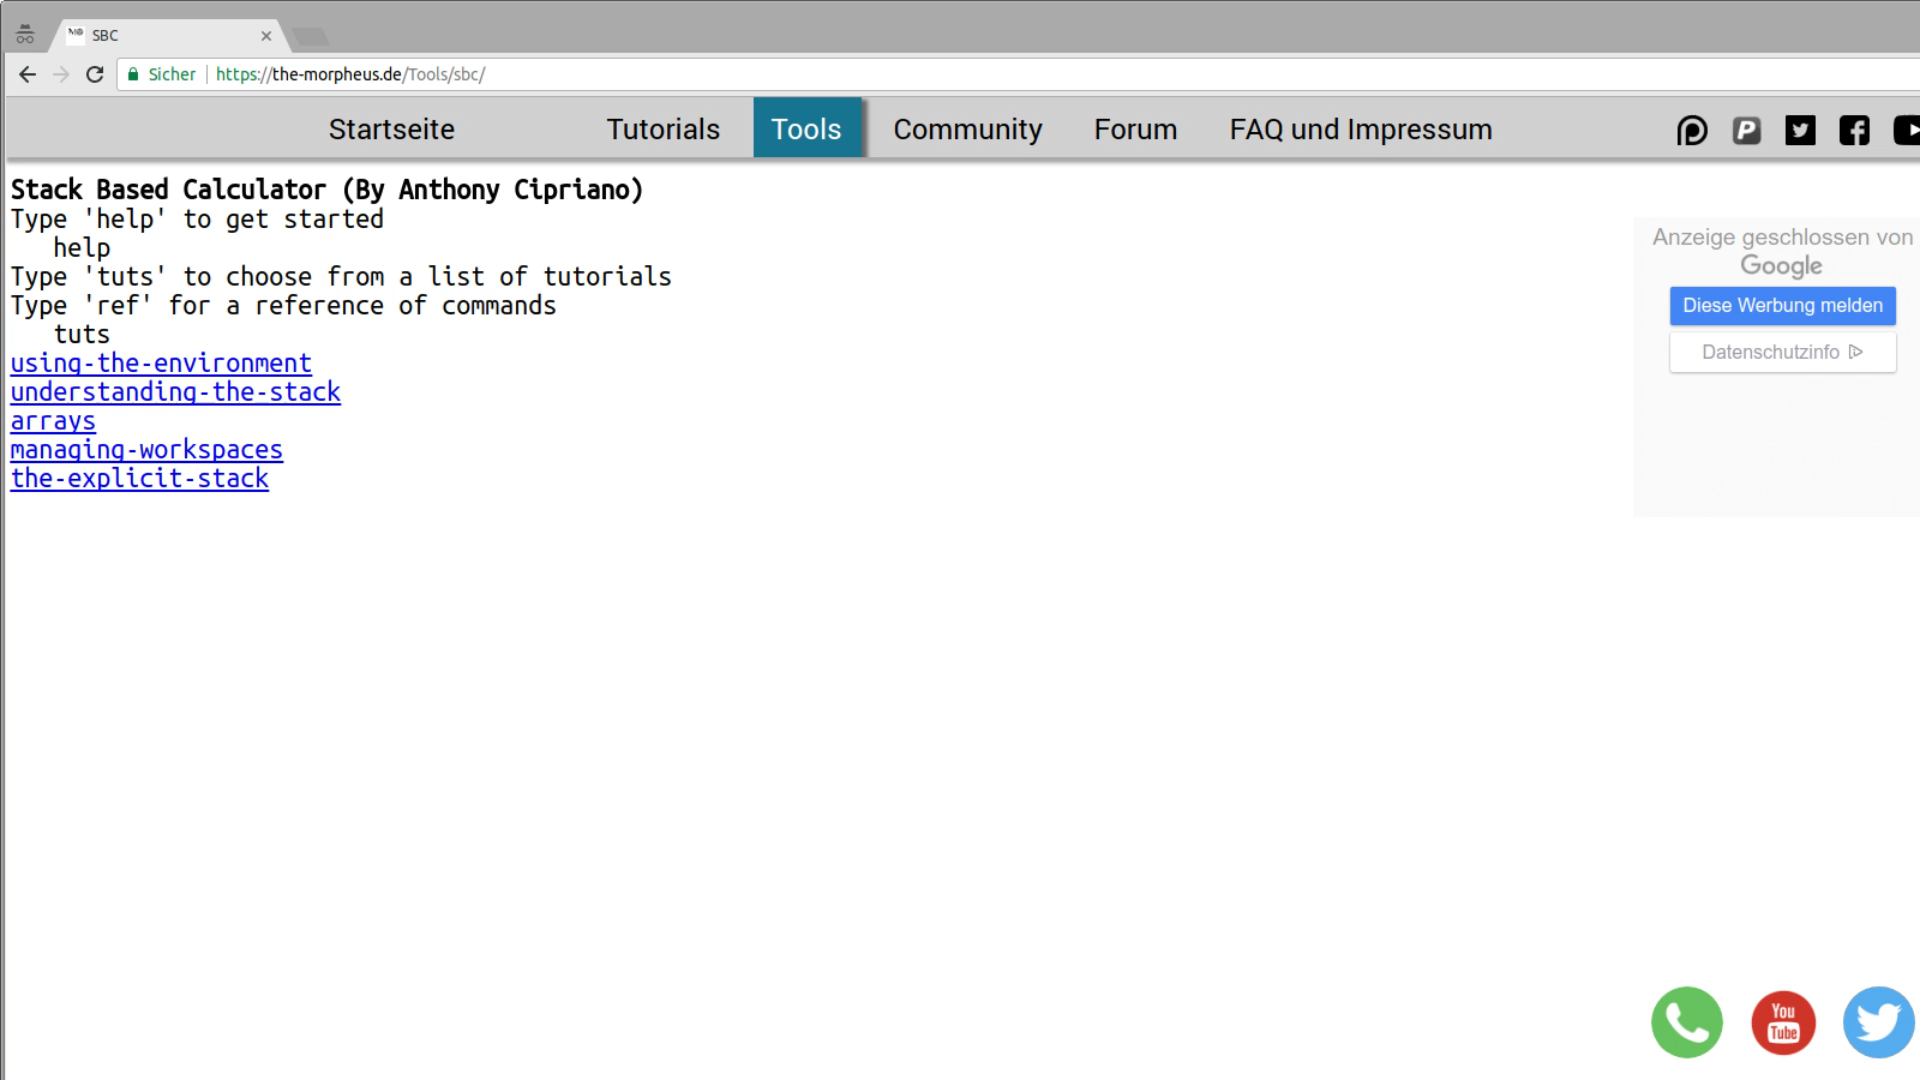 SBC
Sicher https://the-morpheus.de/Tools/sbc/
Startseite Tutorials Tools Community Forum FAQ und Impressum
Stack Based Calculator (By Anthony Cipriano)
Type 'help' to get started
help
Type 'tuts' to choose from a list of tutorials
Type 'ref' for a reference of commands
tuts
using-the-environment
understanding-the-stack
arrays
managing-workspaces
the-explicit-stack
Anzeige geschlossen von
Google
Diese Werbung melden
Datenschutzinfo
You
Tube